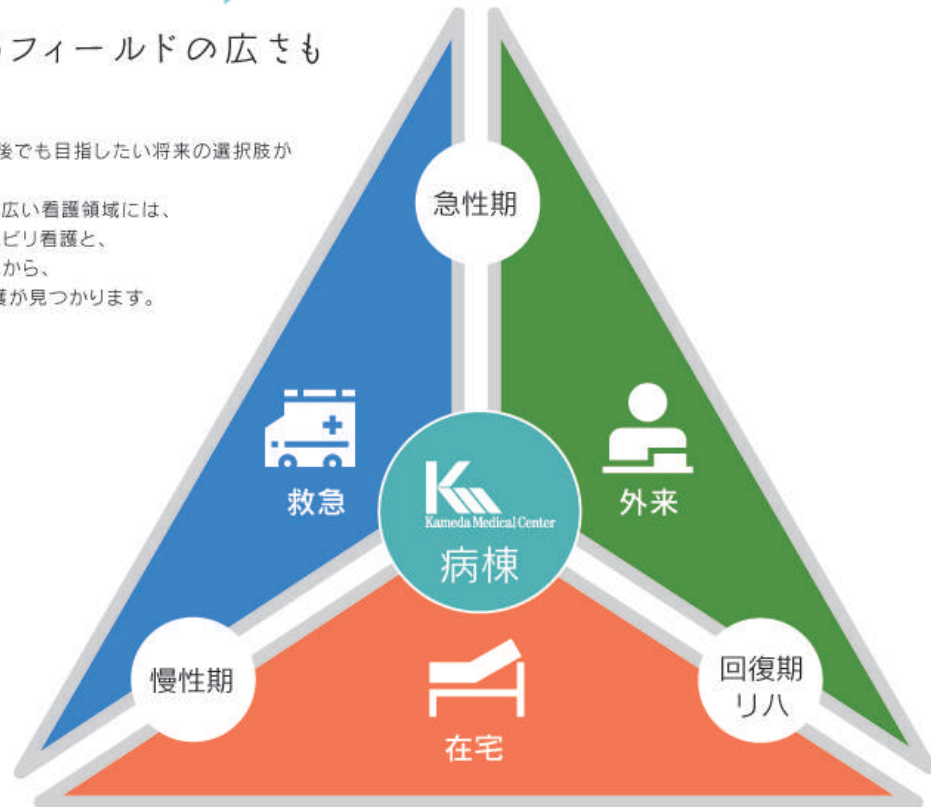 フィールドの広さも
後でも目指したい将来の選択肢が
広い看護領域には、
ビリ看護と、
から、
護が見つかります。
急性期
救急
外来
Kameda Medical Center
病棟
慢性期
在宅
回復期
リハ